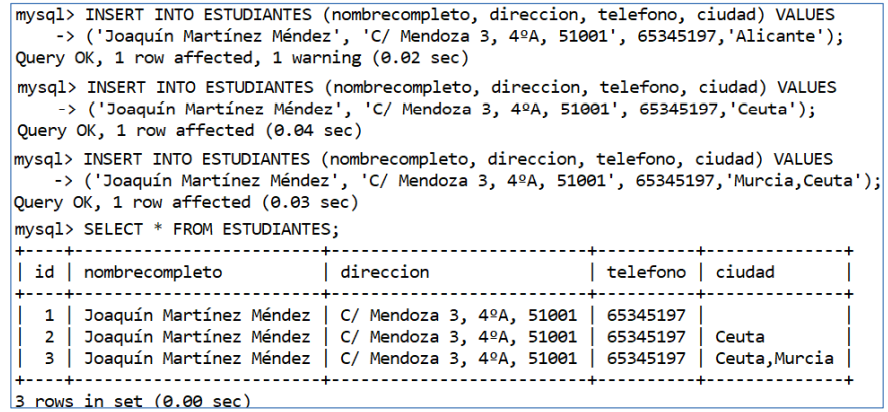 mysql> INSERT INTO ESTUDIANTES (nombrecompleto, direccion, telefono, ciudad) VALUES
    -> ('Joaquín Martínez Méndez', 'C/ Mendoza 3, 4ºA, 51001', 65345197,'Alicante');
Query OK, 1 row affected, 1 warning (0.02 sec)
mysql> INSERT INTO ESTUDIANTES (nombrecompleto, direccion, telefono, ciudad) VALUES
    -> ('Joaquín Martínez Méndez', 'C/ Mendoza 3, 4ºA, 51001', 65345197,'Ceuta');
Query OK, 1 row affected (0.04 sec)
mysql> INSERT INTO ESTUDIANTES (nombrecompleto, direccion, telefono, ciudad) VALUES
    -> ('Joaquín Martínez Méndez', 'C/ Mendoza 3, 4ºA, 51001', 65345197,'Murcia,Ceuta');
Query OK, 1 row affected (0.03 sec)
mysql> SELECT * FROM ESTUDIANTES;
+----+-------------------------+--------------------------+----------+--------------+
| id | nombrecompleto          | direccion                | telefono | ciudad       |
+----+-------------------------+--------------------------+----------+--------------+
|  1 | Joaquín Martínez Méndez | C/ Mendoza 3, 4ºA, 51001 | 65345197 |              |
|  2 | Joaquín Martínez Méndez | C/ Mendoza 3, 4ºA, 51001 | 65345197 | Ceuta        |
|  3 | Joaquín Martínez Méndez | C/ Mendoza 3, 4ºA, 51001 | 65345197 | Ceuta,Murcia |
+----+-------------------------+--------------------------+----------+--------------+
3 rows in set (0.00 sec)